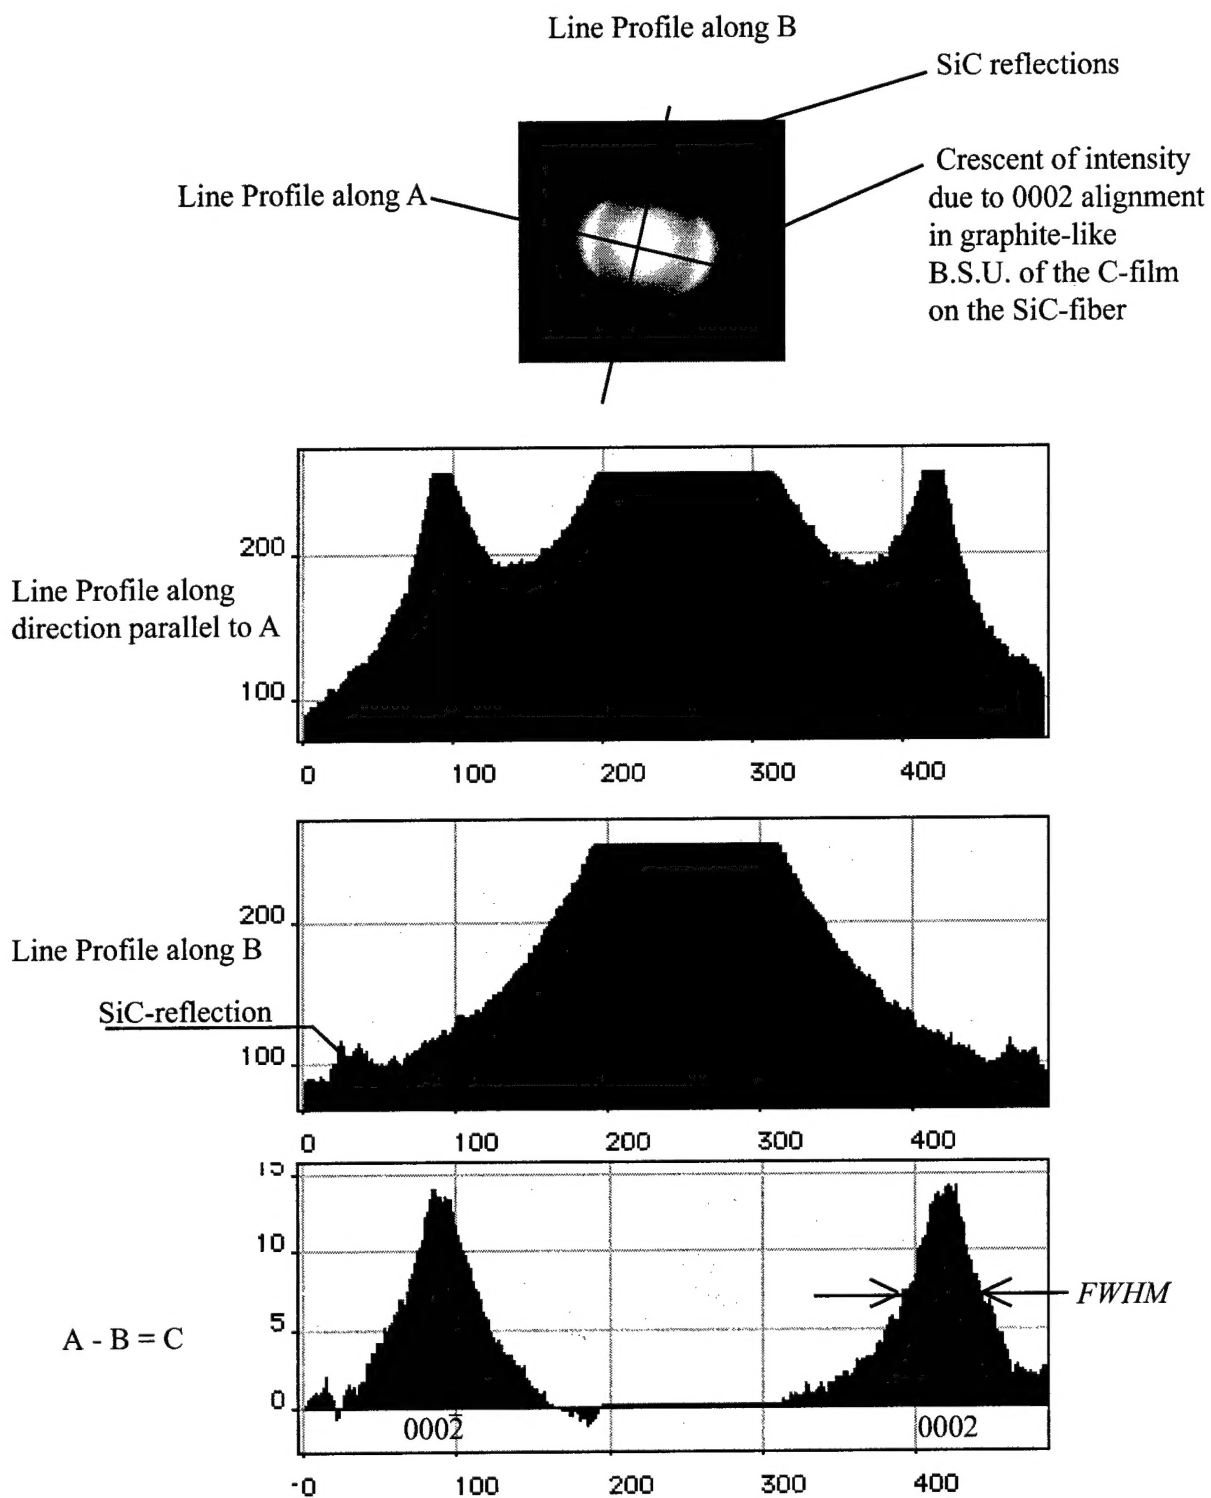 Line Profile along B
SiC reflections
Line Profile along A
Crescent of intensity
due to 0002 alignment
in graphite-like
B.S.U. of the C-film
on the SiC-fiber
200
Line Profile along
direction parallel to A
100
0 100 200 300 400
200
Line Profile along B
SiC-reflection
100
0 100 200 300 400
15
10
FWHM
5
A - B = C
0
0002̄ 0002
-0 100 200 300 400